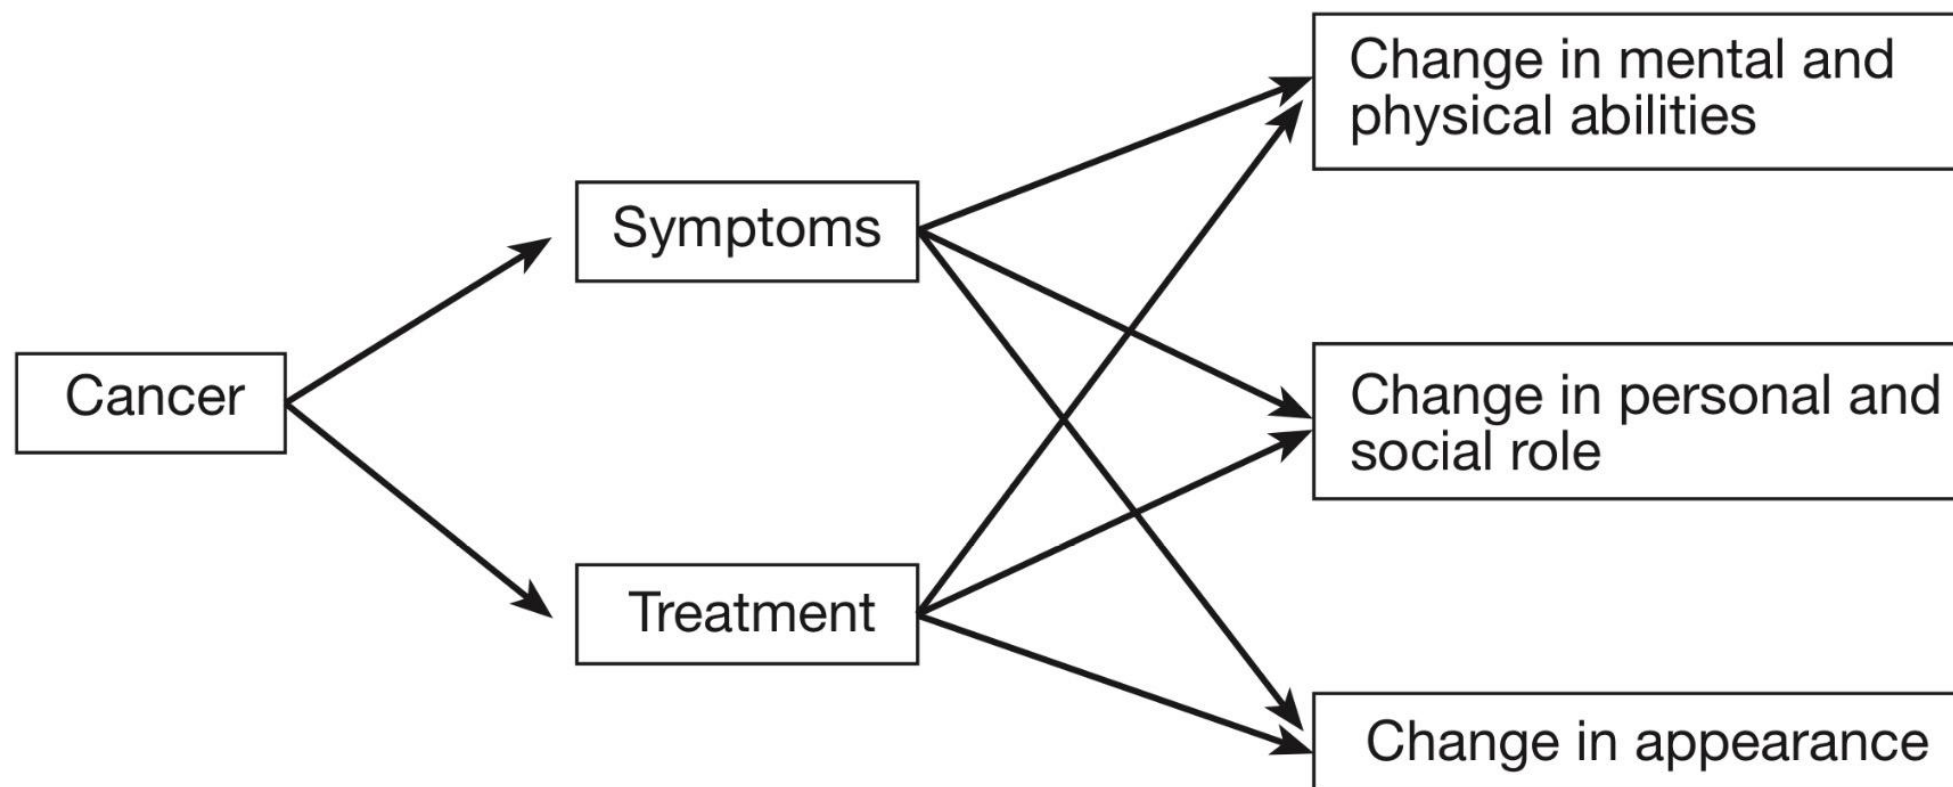 Change in mental and
physical abilities
Symptoms
Cancer
Change in personal and
social role
Treatment
Change in appearance